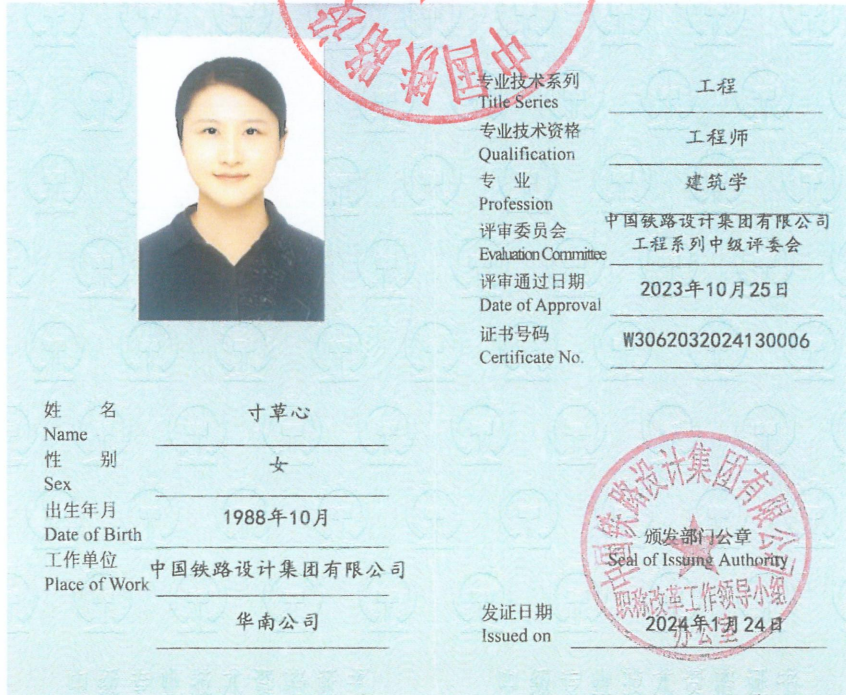 中国铁路设
专业技术系列 工程
Title Series
专业技术资格 工程师
Qualification
专 业 建筑学
Profession
评审委员会 中国铁路设计集团有限公司
Evaluation Committee 工程系列中级评委会
评审通过日期 2023年10月25日
Date of Approval
证书号码 W3062032024130006
Certificate No.
姓 名 寸草心
Name
性 别 女
Sex
出生年月 1988年10月
Date of Birth
工作单位 中国铁路设计集团有限公司
Place of Work
华南公司
中国铁路设计集团有限公司
颁发部门公章
Seal of Issuing Authority
职称改革工作领导小组
办公室
发证日期 2024年1月24日
Issued on